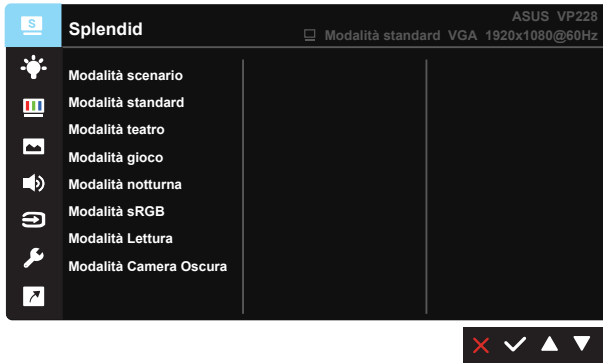 S
Splendid
ASUS VP228
Modalità standard VGA 1920x1080@60Hz
Modalità scenario
Modalità standard
Modalità teatro
Modalità gioco
Modalità notturna
Modalità sRGB
Modalità Lettura
Modalità Camera Oscura